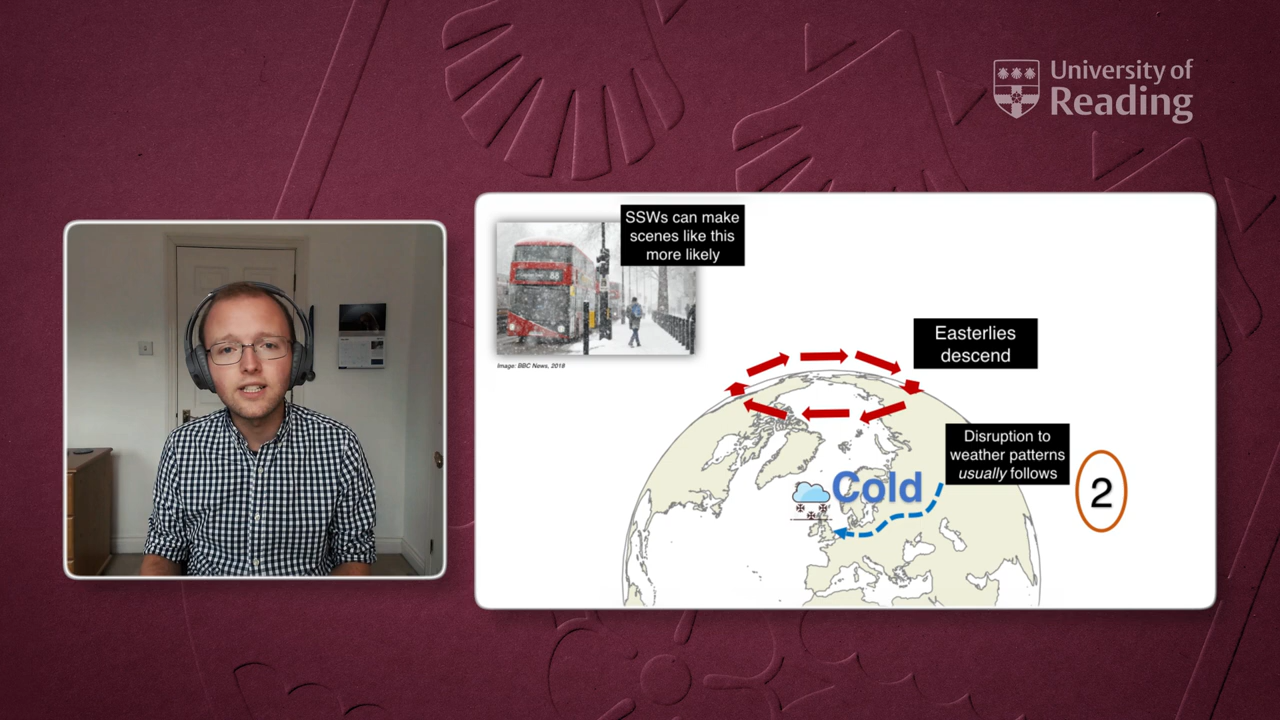 University of
Reading
SSWs can make
scenes like this
more likely
Image: BBC News, 2018
Easterlies
descend
Disruption to
weather patterns
usually follows
Cold
2